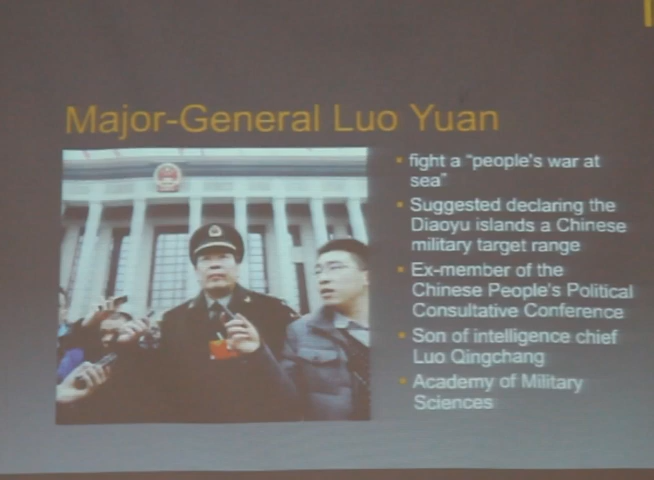 Major-General Luo Yuan
▪ fight a "people's war at
sea"
▪ Suggested declaring the
Diaoyu islands a Chinese
military target range
▪ Ex-member of the
Chinese People's Political
Consultative Conference
▪ Son of intelligence chief
Luo Qingchang
▪ Academy of Military
Sciences